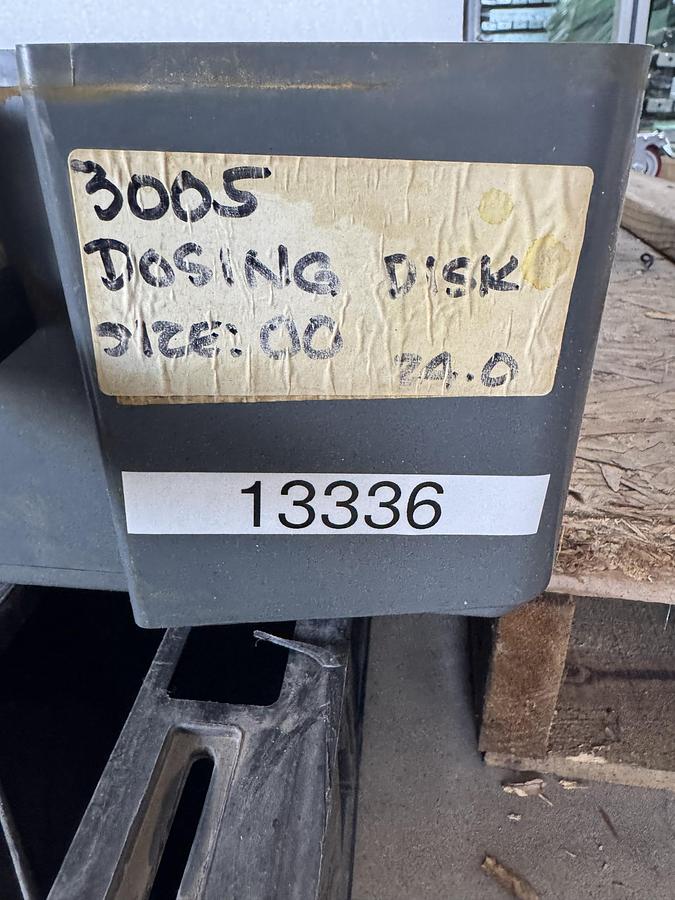 3005
DOSING DISK
SIZE: 00 24.0
13336